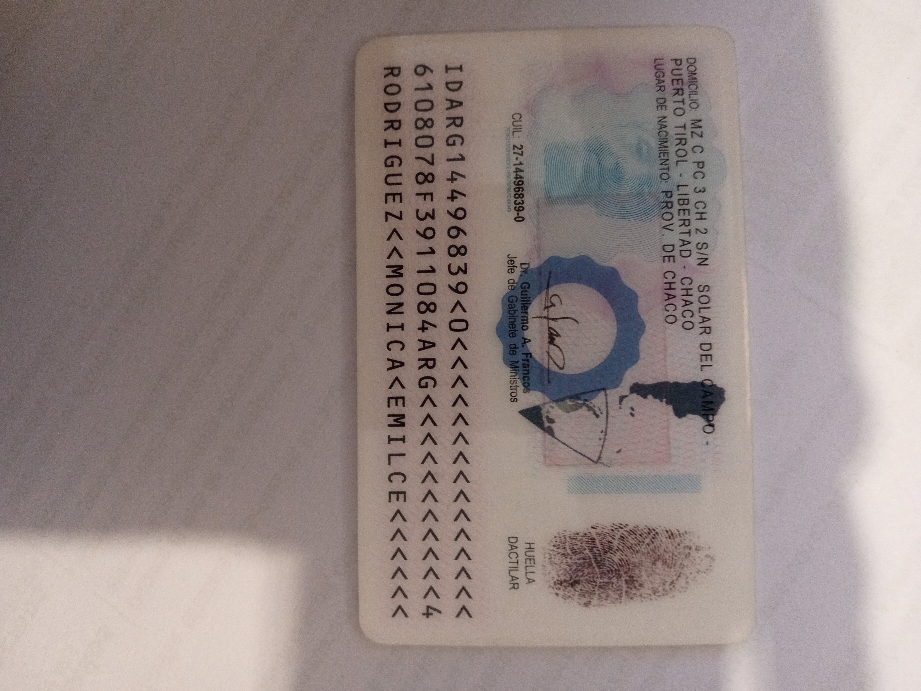 DOMICILIO: MZ C PC 3 CH 2 S/N SOLAR DEL CAMPO -
PUERTO TIROL - LIBERTAD - CHACO
LUGAR DE NACIMIENTO: PROV. DE CHACO
CUIL: 27-14496839-0
Dr. Guillermo A. Francos
Jefe de Gabinete de Ministros
HUELLA
DACTILAR
IDARG14496839<0<<<<<<<<<<<<<<<
6108078F3911084ARG<<<<<<<<<<<4
RODRIGUEZ<<MONICA<EMILCE<<<<<<